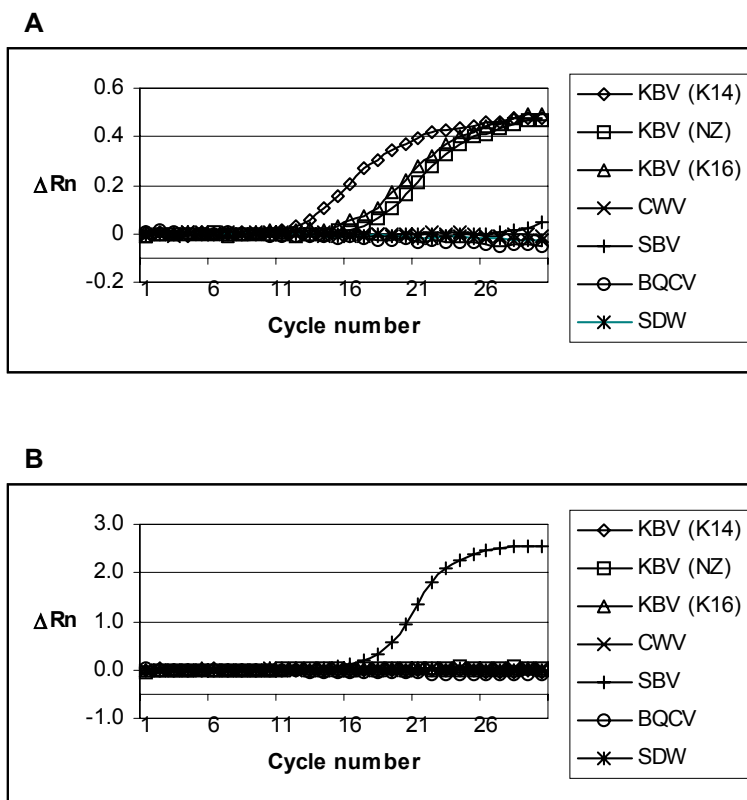 A
0.6
0.4
0.2
0
-0.2
ΔRn
1 6 11 16 21 26
Cycle number
KBV (K14)
KBV (NZ)
KBV (K16)
CWV
SBV
BQCV
SDW
B
3.0
2.0
1.0
0.0
-1.0
ΔRn
1 6 11 16 21 26
Cycle number
KBV (K14)
KBV (NZ)
KBV (K16)
CWV
SBV
BQCV
SDW